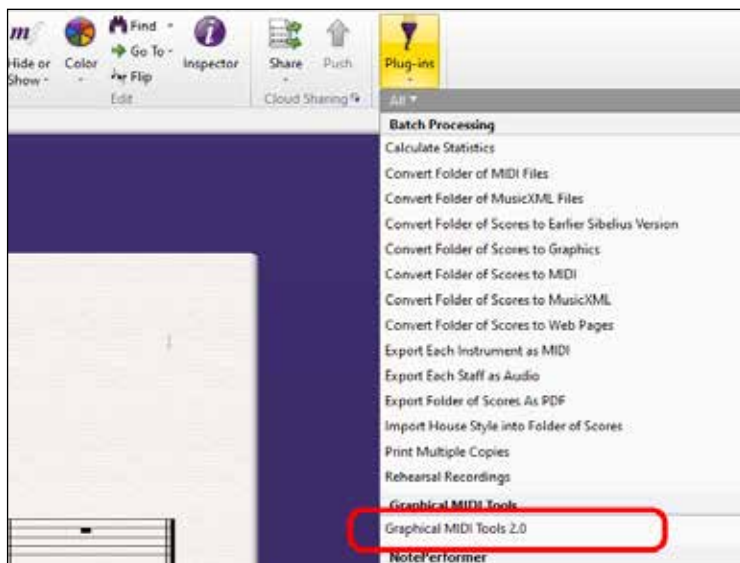 m
Hide or
Show
Color
Find
Go To
Flip
Edit
Inspector
i
Share
Push
Cloud Sharing
Plug-ins
All
Batch Processing
Calculate Statistics
Convert Folder of MIDI Files
Convert Folder of MusicXML Files
Convert Folder of Scores to Earlier Sibelius Version
Convert Folder of Scores to Graphics
Convert Folder of Scores to MIDI
Convert Folder of Scores to MusicXML
Convert Folder of Scores to Web Pages
Export Each Instrument as MIDI
Export Each Staff as Audio
Export Folder of Scores As PDF
Import House Style into Folder of Scores
Print Multiple Copies
Rehearsal Recordings
Graphical MIDI Tools
Graphical MIDI Tools 2.0
NotePerformer